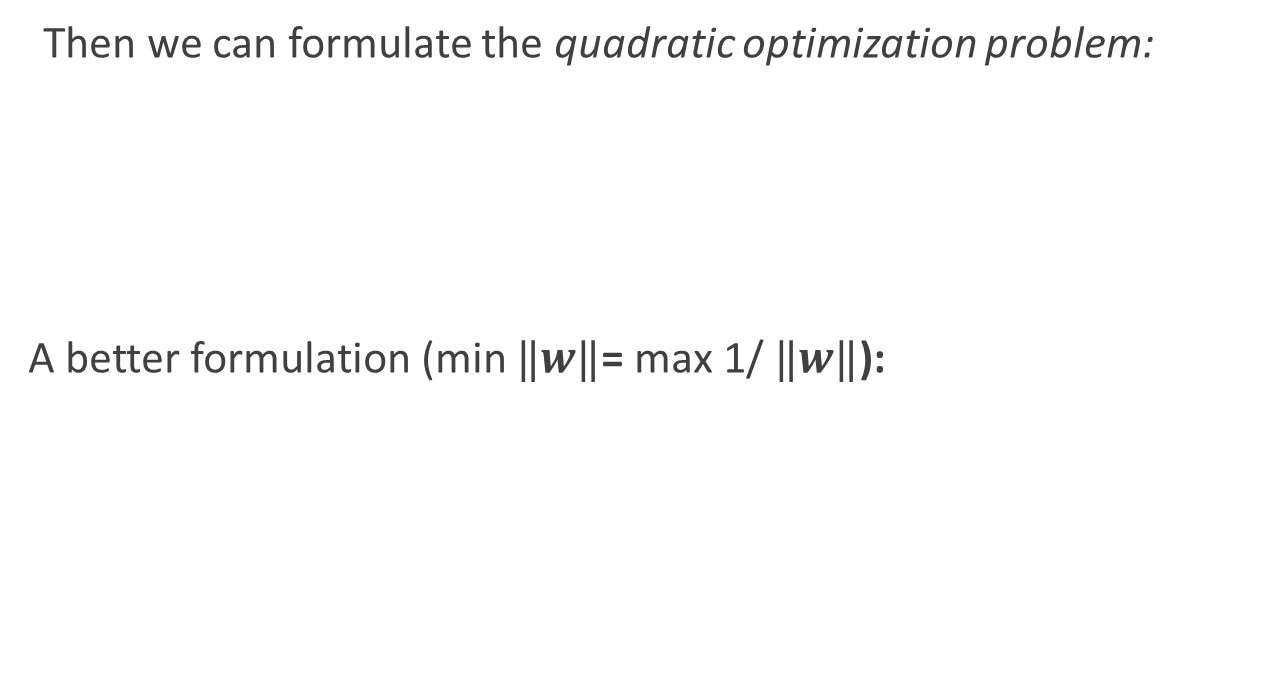 Then we can formulate the quadratic optimization problem:
A better formulation (min ||w||= max 1/ ||w||):